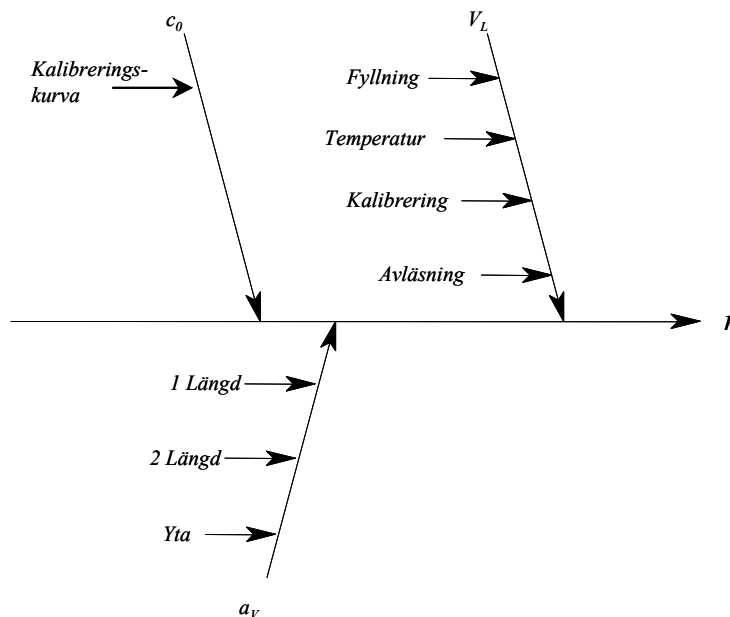 c0
VL
Kalibrerings-
kurva
Fyllning
Temperatur
Kalibrering
Avläsning
1 Längd
2 Längd
Yta
aV